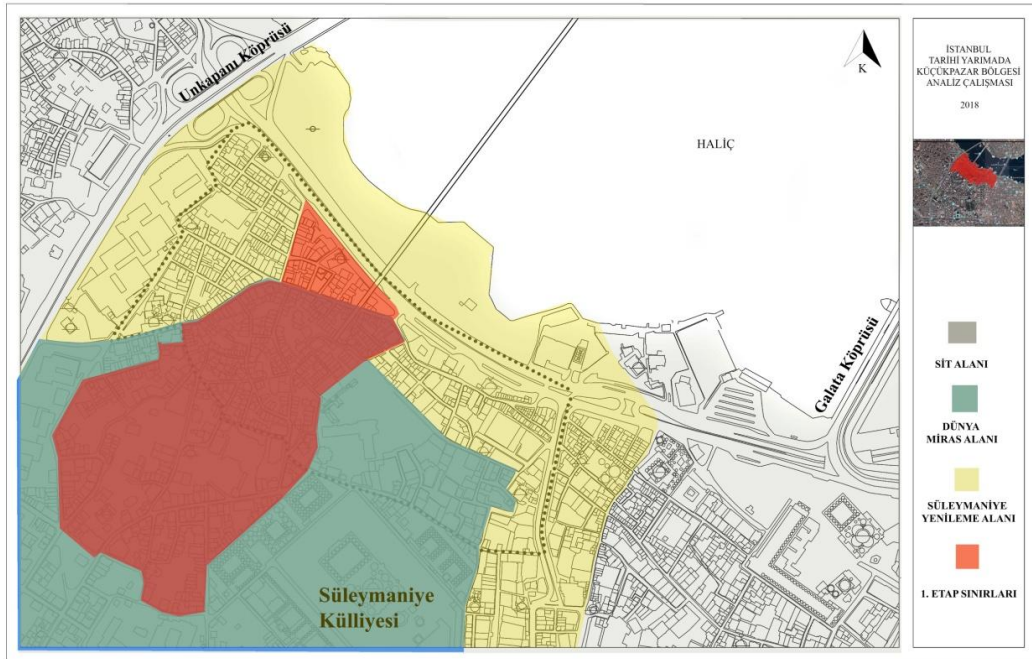 Unkapanı Köprüsü
K
HALİÇ
Galata Köprüsü
Süleymaniye
Külliyesi
İSTANBUL
TARİHİ YARIMADA
KÜÇÜKPAZAR BÖLGESİ
ANALİZ ÇALIŞMASI
2018
SİT ALANI
DÜNYA
MİRAS ALANI
SÜLEYMANİYE
YENİLEME ALANI
1. ETAP SINIRLARI